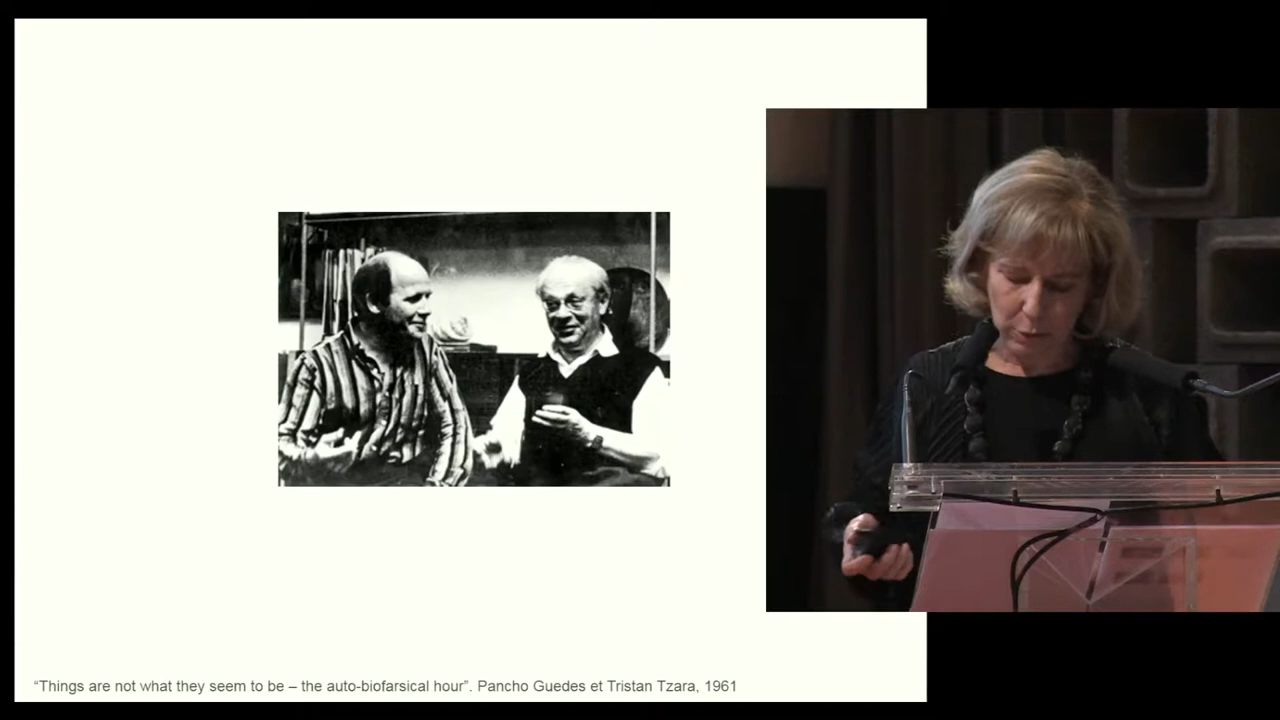 “Things are not what they seem to be – the auto-biofarsical hour”. Pancho Guedes et Tristan Tzara, 1961